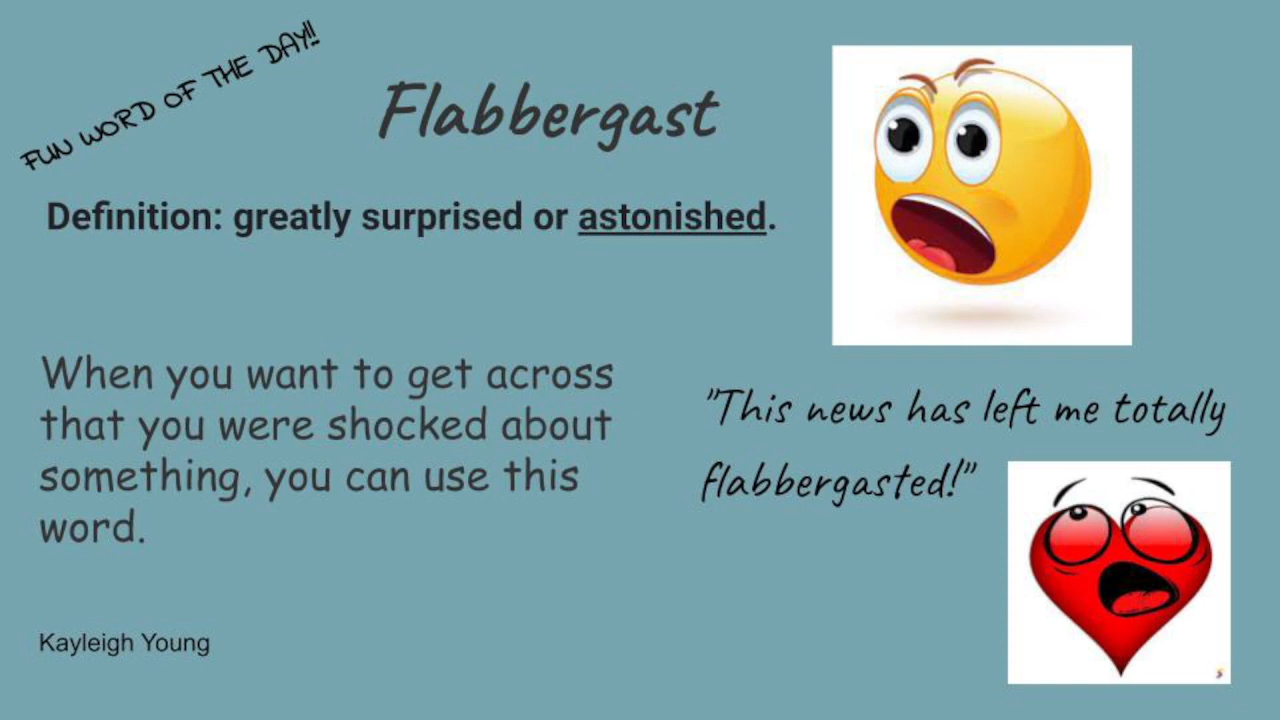 FUN WORD OF THE DAY!!
Flabbergast
Definition: greatly surprised or astonished.
When you want to get across
that you were shocked about
something, you can use this
word.
"This news has left me totally
flabbergasted!"
Kayleigh Young